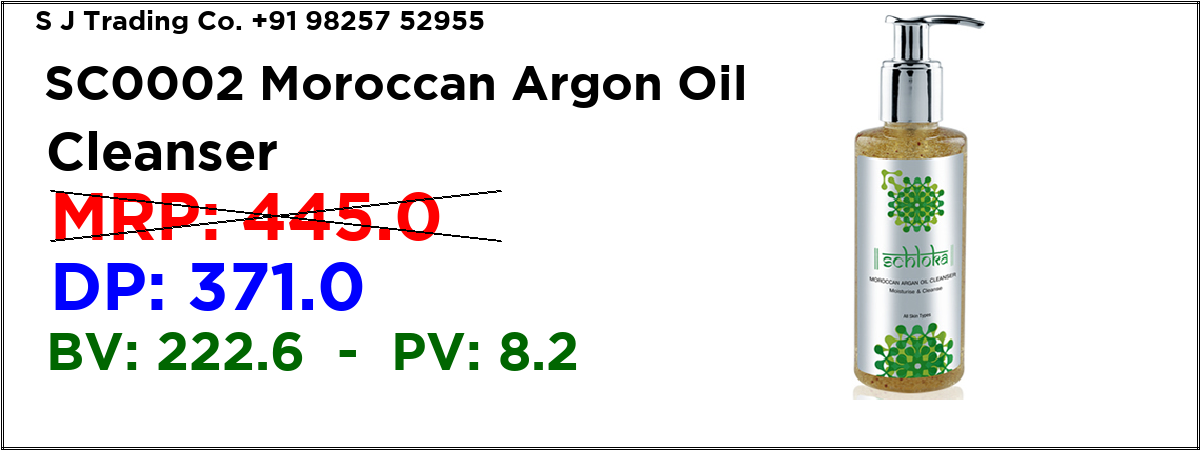 S J Trading Co. +91 98257 52955
SC0002 Moroccan Argon Oil
Cleanser
MRP: 445.0
DP: 371.0
BV: 222.6 - PV: 8.2
schloka
MOROCCAN ARGAN OIL CLEANSER
Moisturise & Cleanse
All Skin Types